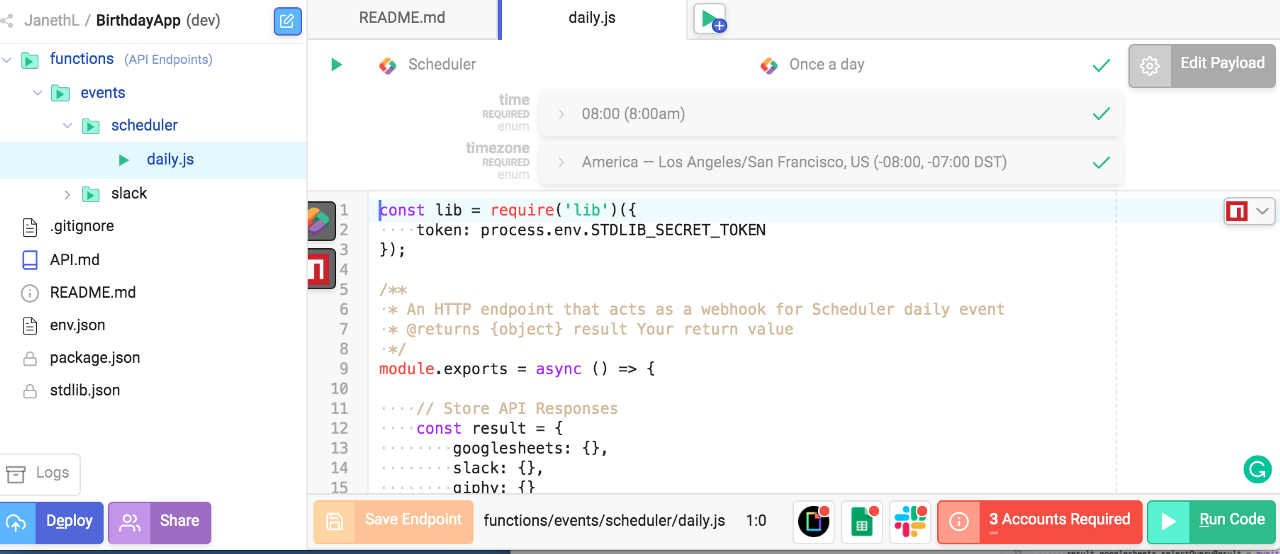 JanethL / BirthdayApp (dev)
README.md
daily.js
functions (API Endpoints)
events
scheduler
daily.js
slack
.gitignore
API.md
README.md
env.json
package.json
stdlib.json
Logs
Deploy
Share
Scheduler
Once a day
Edit Payload
time
REQUIRED
enum
08:00 (8:00am)
timezone
REQUIRED
enum
America — Los Angeles/San Francisco, US (-08:00, -07:00 DST)
1 const lib = require('lib')({
2 ····token: process.env.STDLIB_SECRET_TOKEN
3 });
4
5 /**
6 ·* An HTTP endpoint that acts as a webhook for Scheduler daily event
7 ·* @returns {object} result Your return value
8 ·*/
9 module.exports = async () => {
10
11 ····// Store API Responses
12 ····const result = {
13 ········googlesheets: {},
14 ········slack: {},
15 ········giphy: {}
Save Endpoint
functions/events/scheduler/daily.js
1:0
3 Accounts Required
Run Code